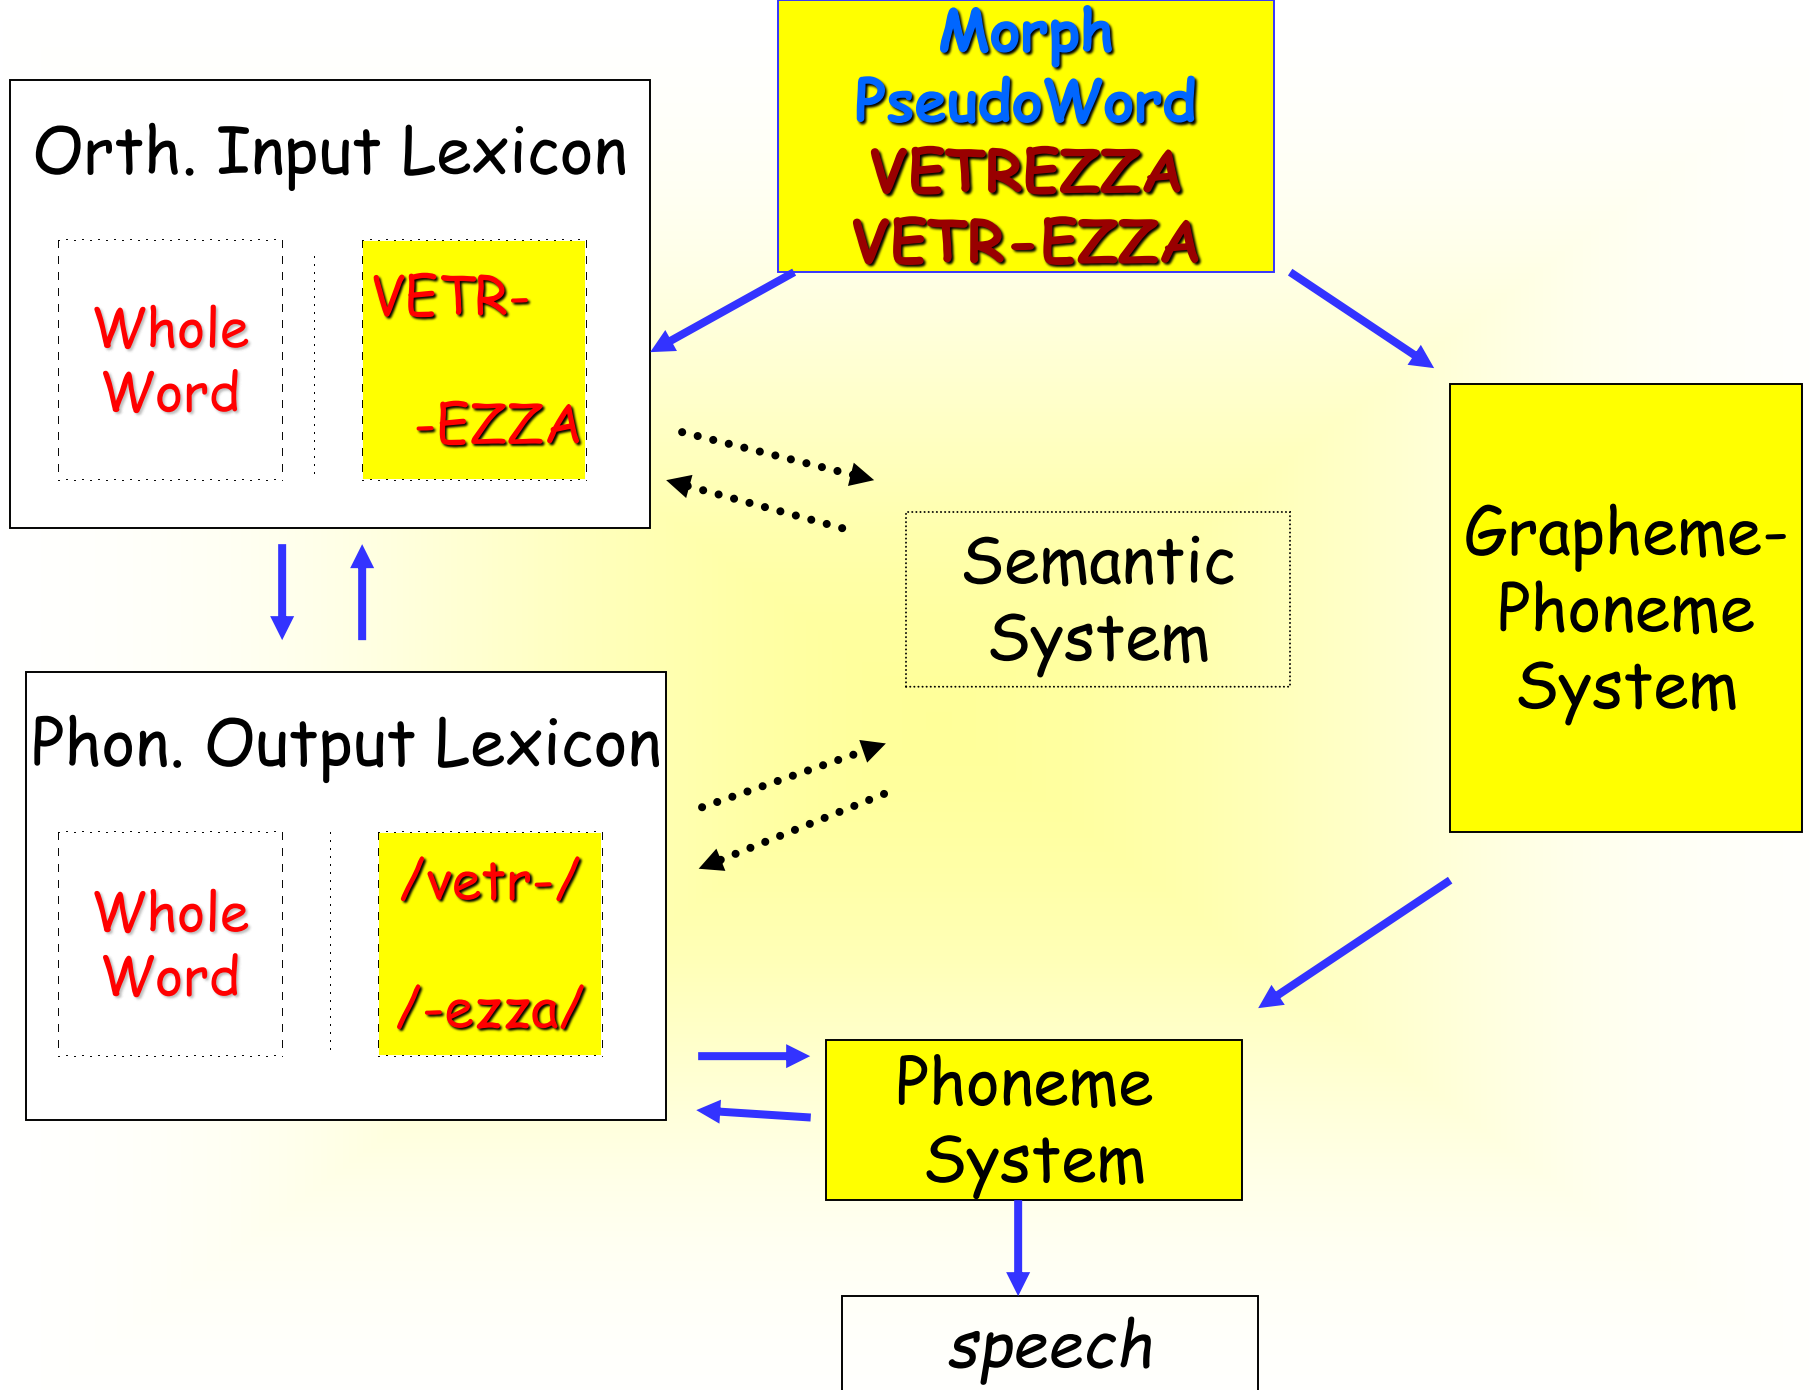 Morph
PseudoWord
VETREZZA
VETR-EZZA
Orth. Input Lexicon
Whole
Word
VETR-
-EZZA
Semantic
System
Grapheme-
Phoneme
System
Phon. Output Lexicon
Whole
Word
/vetr-/
/-ezza/
Phoneme
System
speech